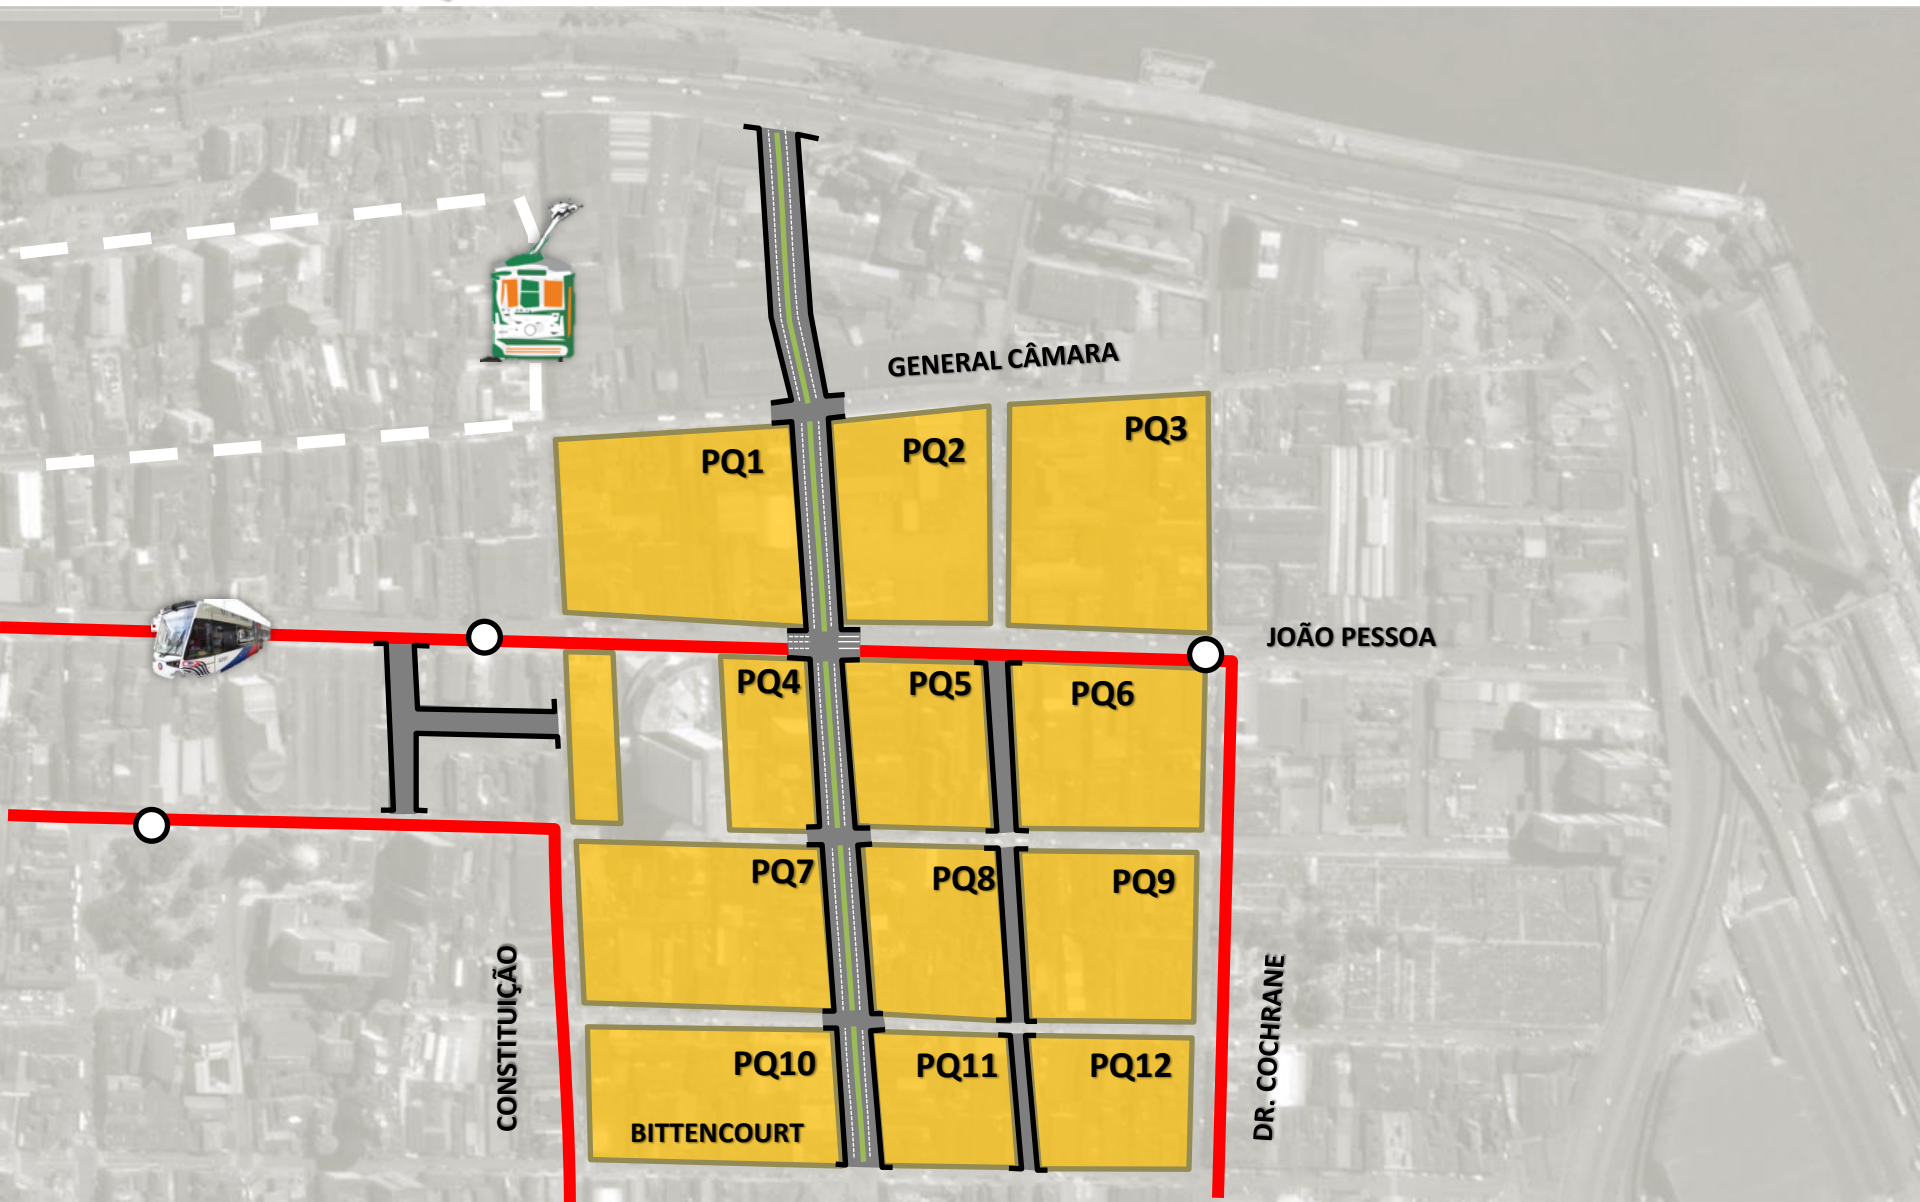 GENERAL CÂMARA
PQ1
PQ2
PQ3
JOÃO PESSOA
PQ4
PQ5
PQ6
PQ7
PQ8
PQ9
CONSTITUIÇÃO
DR. COCHRANE
PQ10
PQ11
PQ12
BITTENCOURT